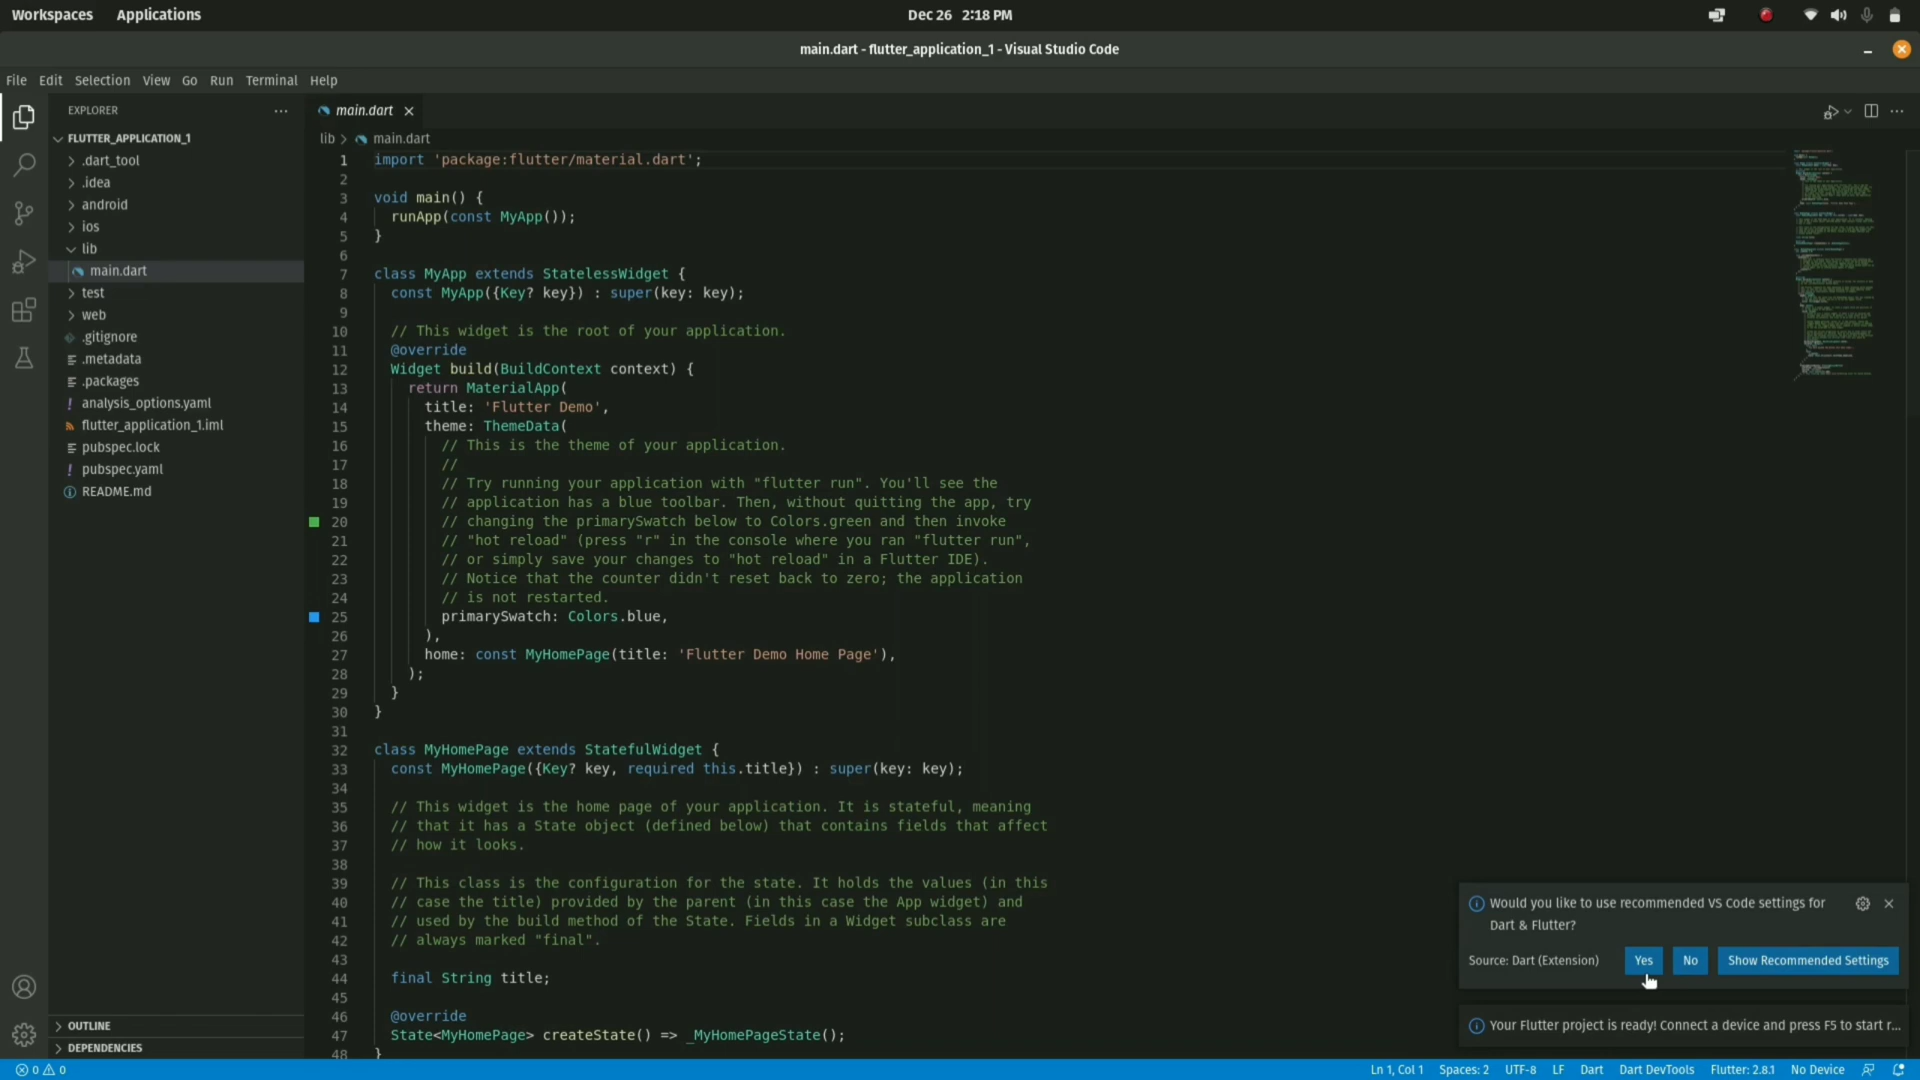 Workspaces Applications Dec 26 2:18 PM
main.dart - flutter_application_1 - Visual Studio Code
File Edit Selection View Go Run Terminal Help
EXPLORER
FLUTTER_APPLICATION_1
.dart_tool
.idea
android
ios
lib
main.dart
test
web
.gitignore
.metadata
.packages
analysis_options.yaml
flutter_application_1.iml
pubspec.lock
pubspec.yaml
README.md
OUTLINE
DEPENDENCIES
main.dart
lib > main.dart
1 import 'package:flutter/material.dart';
2
3 void main() {
4 runApp(const MyApp());
5 }
6
7 class MyApp extends StatelessWidget {
8 const MyApp({Key? key}) : super(key: key);
9
10 // This widget is the root of your application.
11 @override
12 Widget build(BuildContext context) {
13 return MaterialApp(
14 title: 'Flutter Demo',
15 theme: ThemeData(
16 // This is the theme of your application.
17 //
18 // Try running your application with "flutter run". You'll see the
19 // application has a blue toolbar. Then, without quitting the app, try
20 // changing the primarySwatch below to Colors.green and then invoke
21 // "hot reload" (press "r" in the console where you ran "flutter run",
22 // or simply save your changes to "hot reload" in a Flutter IDE).
23 // Notice that the counter didn't reset back to zero; the application
24 // is not restarted.
25 primarySwatch: Colors.blue,
26 ),
27 home: const MyHomePage(title: 'Flutter Demo Home Page'),
28 );
29 }
30 }
31
32 class MyHomePage extends StatefulWidget {
33 const MyHomePage({Key? key, required this.title}) : super(key: key);
34
35 // This widget is the home page of your application. It is stateful, meaning
36 // that it has a State object (defined below) that contains fields that affect
37 // how it looks.
38
39 // This class is the configuration for the state. It holds the values (in this
40 // case the title) provided by the parent (in this case the App widget) and
41 // used by the build method of the State. Fields in a Widget subclass are
42 // always marked "final".
43
44 final String title;
45
46 @override
47 State<MyHomePage> createState() => _MyHomePageState();
48 }
Would you like to use recommended VS Code settings for
Dart & Flutter?
Source: Dart (Extension) Yes No Show Recommended Settings
Your Flutter project is ready! Connect a device and press F5 to start r...
0 0 Ln 1, Col 1 Spaces: 2 UTF-8 LF Dart Dart DevTools Flutter: 2.8.1 No Device